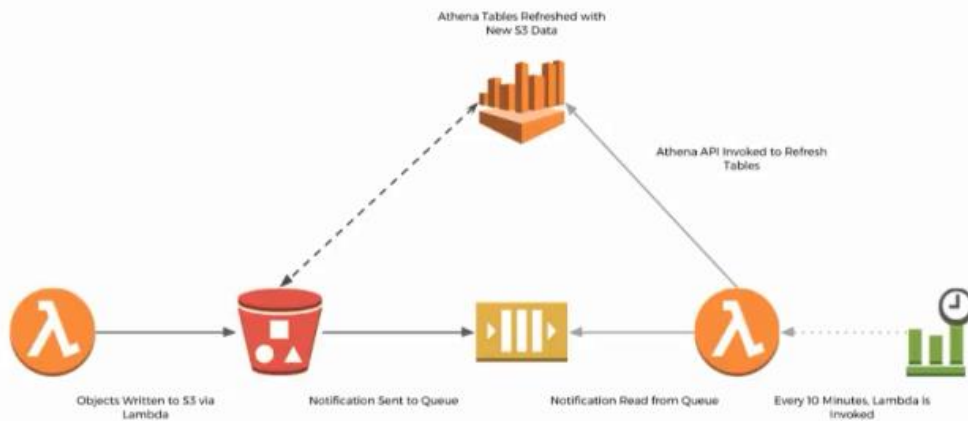 Athena Tables Refreshed with
New S3 Data
Athena API Invoked to Refresh
Tables
Objects Written to S3 via
Lambda
Notification Sent to Queue
Notification Read from Queue
Every 10 Minutes, Lambda is
Invoked